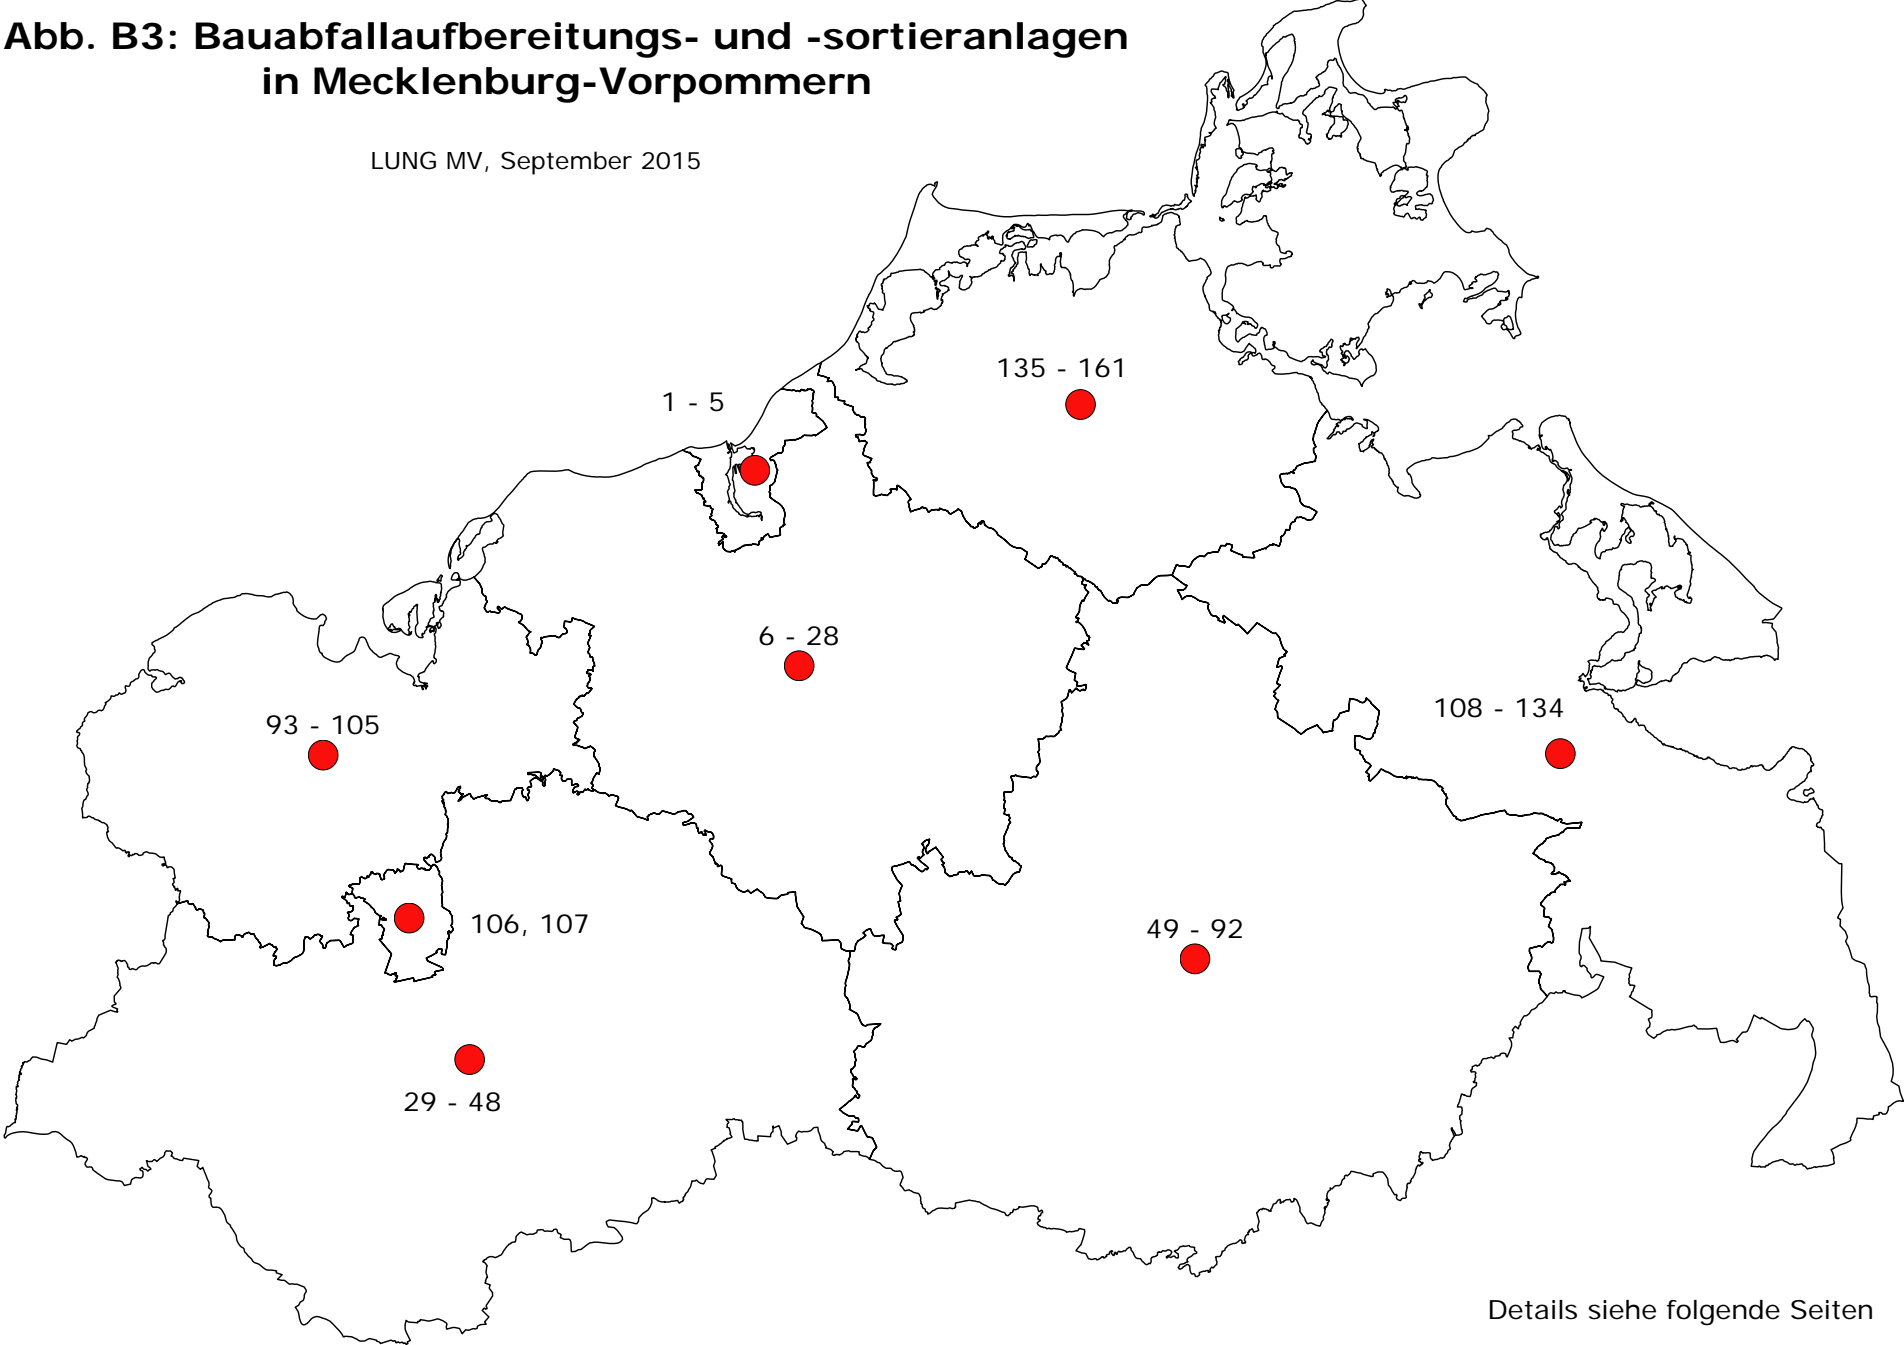 Abb. B3: Bauabfallaufbereitungs- und -sortieranlagen
in Mecklenburg-Vorpommern
LUNG MV, September 2015
135 - 161
1 - 5
6 - 28
108 - 134
93 - 105
106, 107
49 - 92
29 - 48
Details siehe folgende Seiten